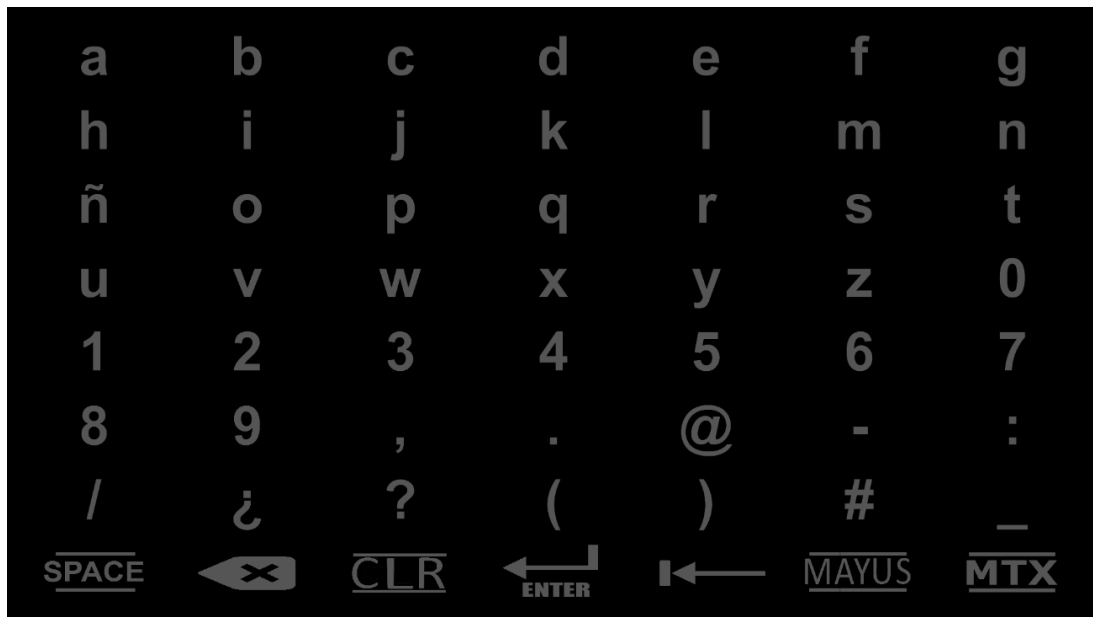 a b c d e f g
h i j k l m n
ñ o p q r s t
u v w x y z 0
1 2 3 4 5 6 7
8 9 , . @ - :
/ ¿ ? ( ) # _
SPACE CLR ENTER MAYUS MTX